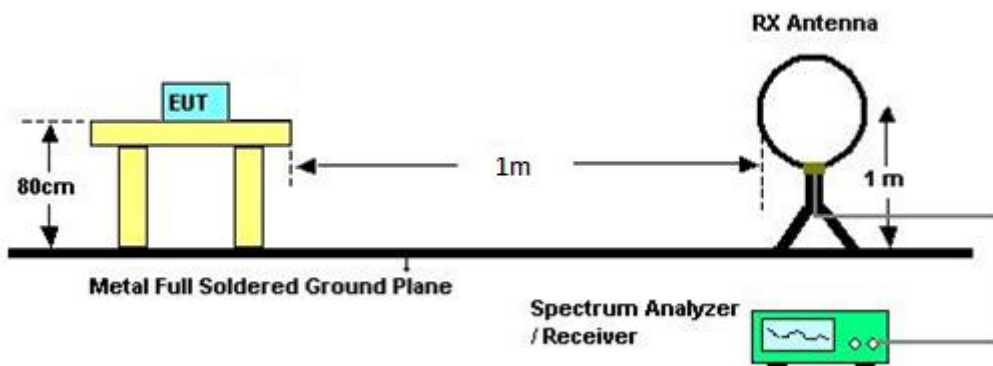 RX Antenna
EUT
80cm
1m
1 m
Metal Full Soldered Ground Plane
Spectrum Analyzer
/ Receiver